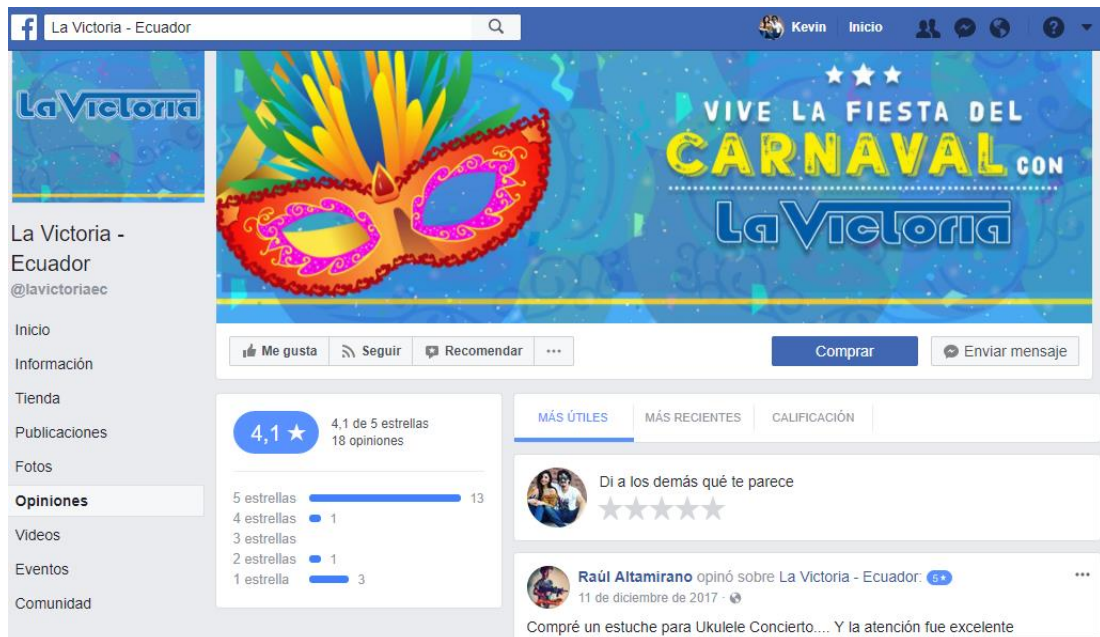 La Victoria - Ecuador
Kevin
Inicio
La Victoria
VIVE LA FIESTA DEL
CARNAVAL CON
La Victoria
La Victoria -
Ecuador
@lavictoriaec
Inicio
Información
Tienda
Publicaciones
Fotos
Opiniones
Videos
Eventos
Comunidad
Me gusta
Seguir
Recomendar
Comprar
Enviar mensaje
4,1 ★
4,1 de 5 estrellas
18 opiniones
5 estrellas 13
4 estrellas 1
3 estrellas
2 estrellas 1
1 estrella 3
MÁS ÚTILES
MÁS RECIENTES
CALIFICACIÓN
Di a los demás qué te parece
Raúl Altamirano opinó sobre La Victoria - Ecuador: 5★
11 de diciembre de 2017 ·
Compré un estuche para Ukulele Concierto.... Y la atención fue excelente